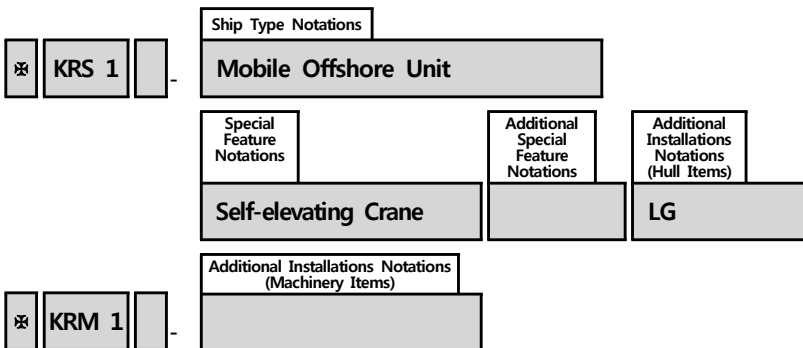 Ship Type Notations
✠ KRS 1 - Mobile Offshore Unit
Special
Feature
Notations
Additional
Special
Feature
Notations
Additional
Installations
Notations
(Hull Items)
Self-elevating Crane
LG
Additional Installations Notations
(Machinery Items)
✠ KRM 1 -